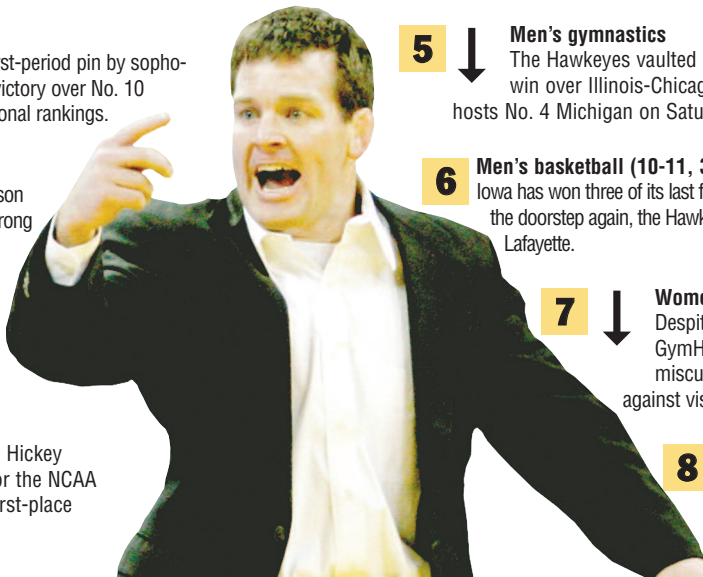 rst-period pin by sopho-
victory over No. 10
onal rankings.
son
rong
Hickey
or the NCAA
rst-place
5
Men's gymnastics
The Hawkeyes vaulted
win over Illinois-Chicag
hosts No. 4 Michigan on Satu
6
Men's basketball (10-11, 3
Iowa has won three of its last f
the doorstep again, the Hawk
Lafayette.
7
Wome
Despit
GymH
miscu
against vis
8